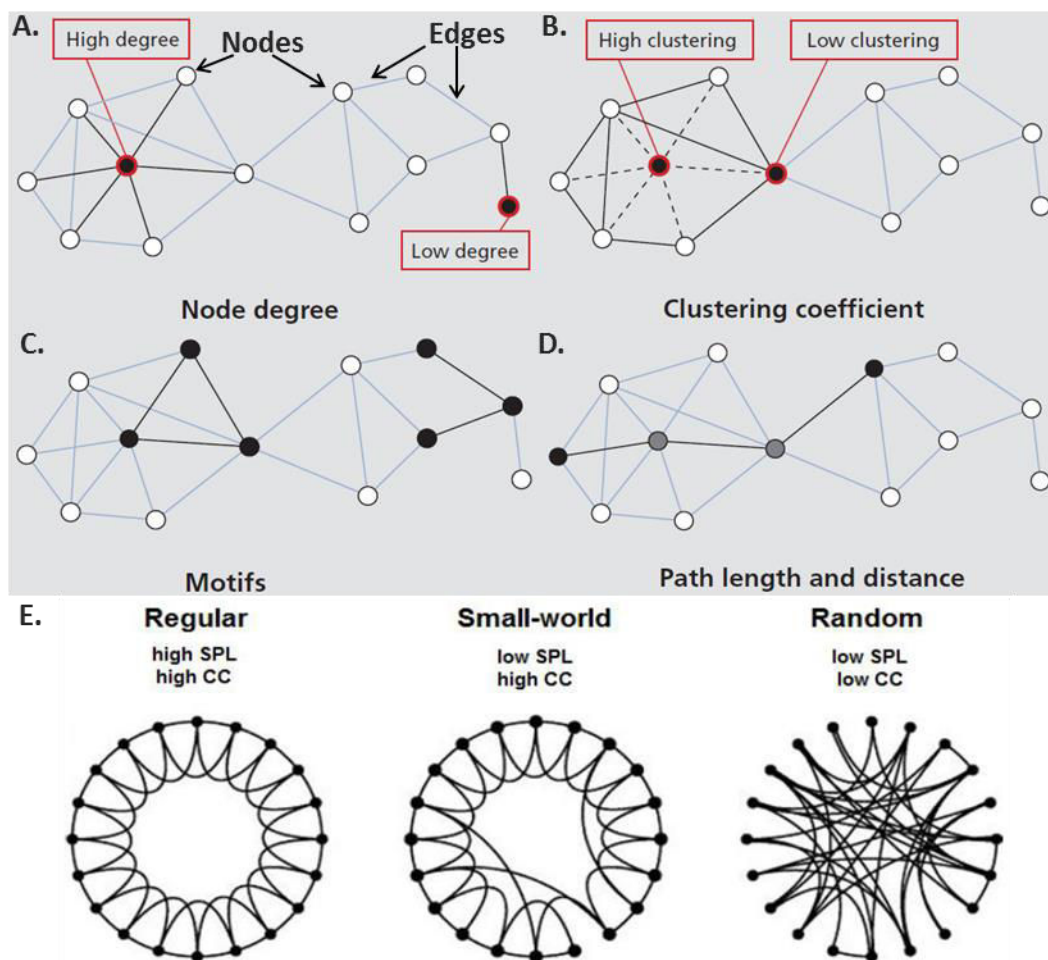 A.
High degree
Nodes
Edges
Low degree
Node degree
B.
High clustering
Low clustering
Clustering coefficient
C.
Motifs
D.
Path length and distance
E.
Regular
high SPL
high CC
Small-world
low SPL
high CC
Random
low SPL
low CC